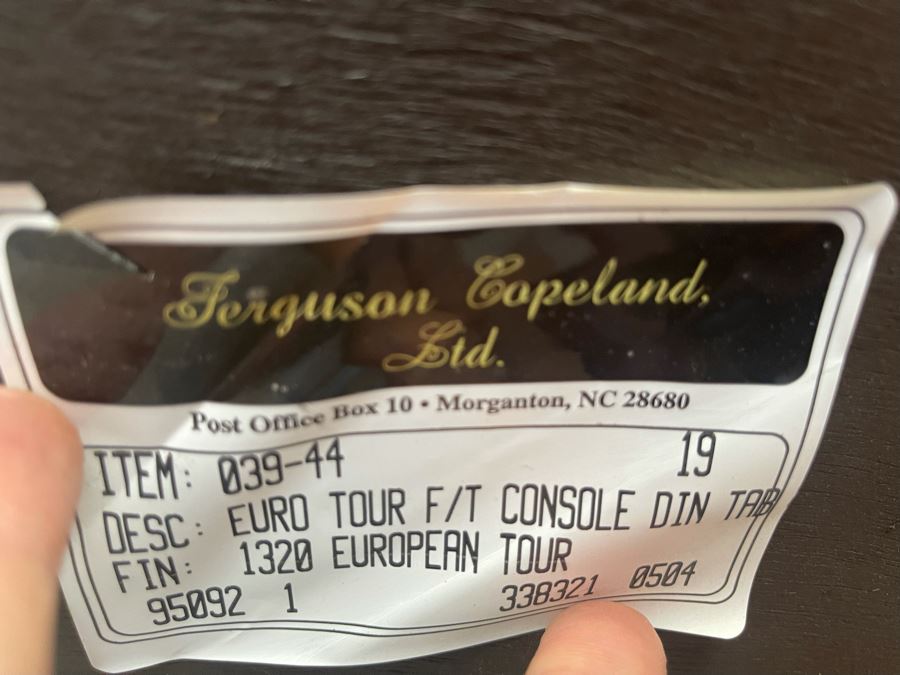 Ferguson Copeland,
Ltd.
Post Office Box 10 • Morganton, NC 28680
ITEM: 039-44 19
DESC: EURO TOUR F/T CONSOLE DIN TABL
FIN: 1320 EUROPEAN TOUR
95092 1 338321 0504